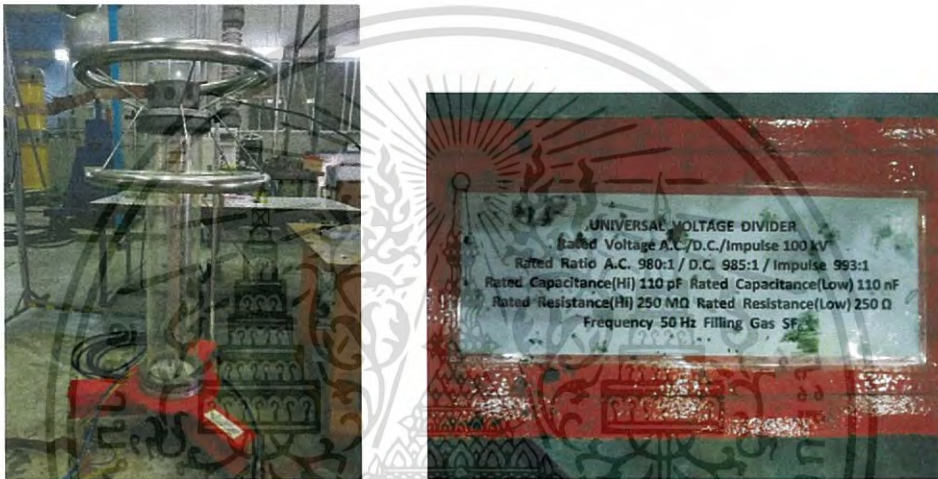 UNIVERSAL VOLTAGE DIVIDER
Rated Voltage A.C./D.C./Impulse 100 kV
Rated Ratio A.C. 980:1 / D.C. 985:1 / Impulse 993:1
Rated Capacitance(Hi) 110 pF Rated Capacitance(Low) 110 nF
Rated Resistance(Hi) 250 MΩ Rated Resistance(Low) 250 Ω
Frequency 50 Hz Filling Gas SF